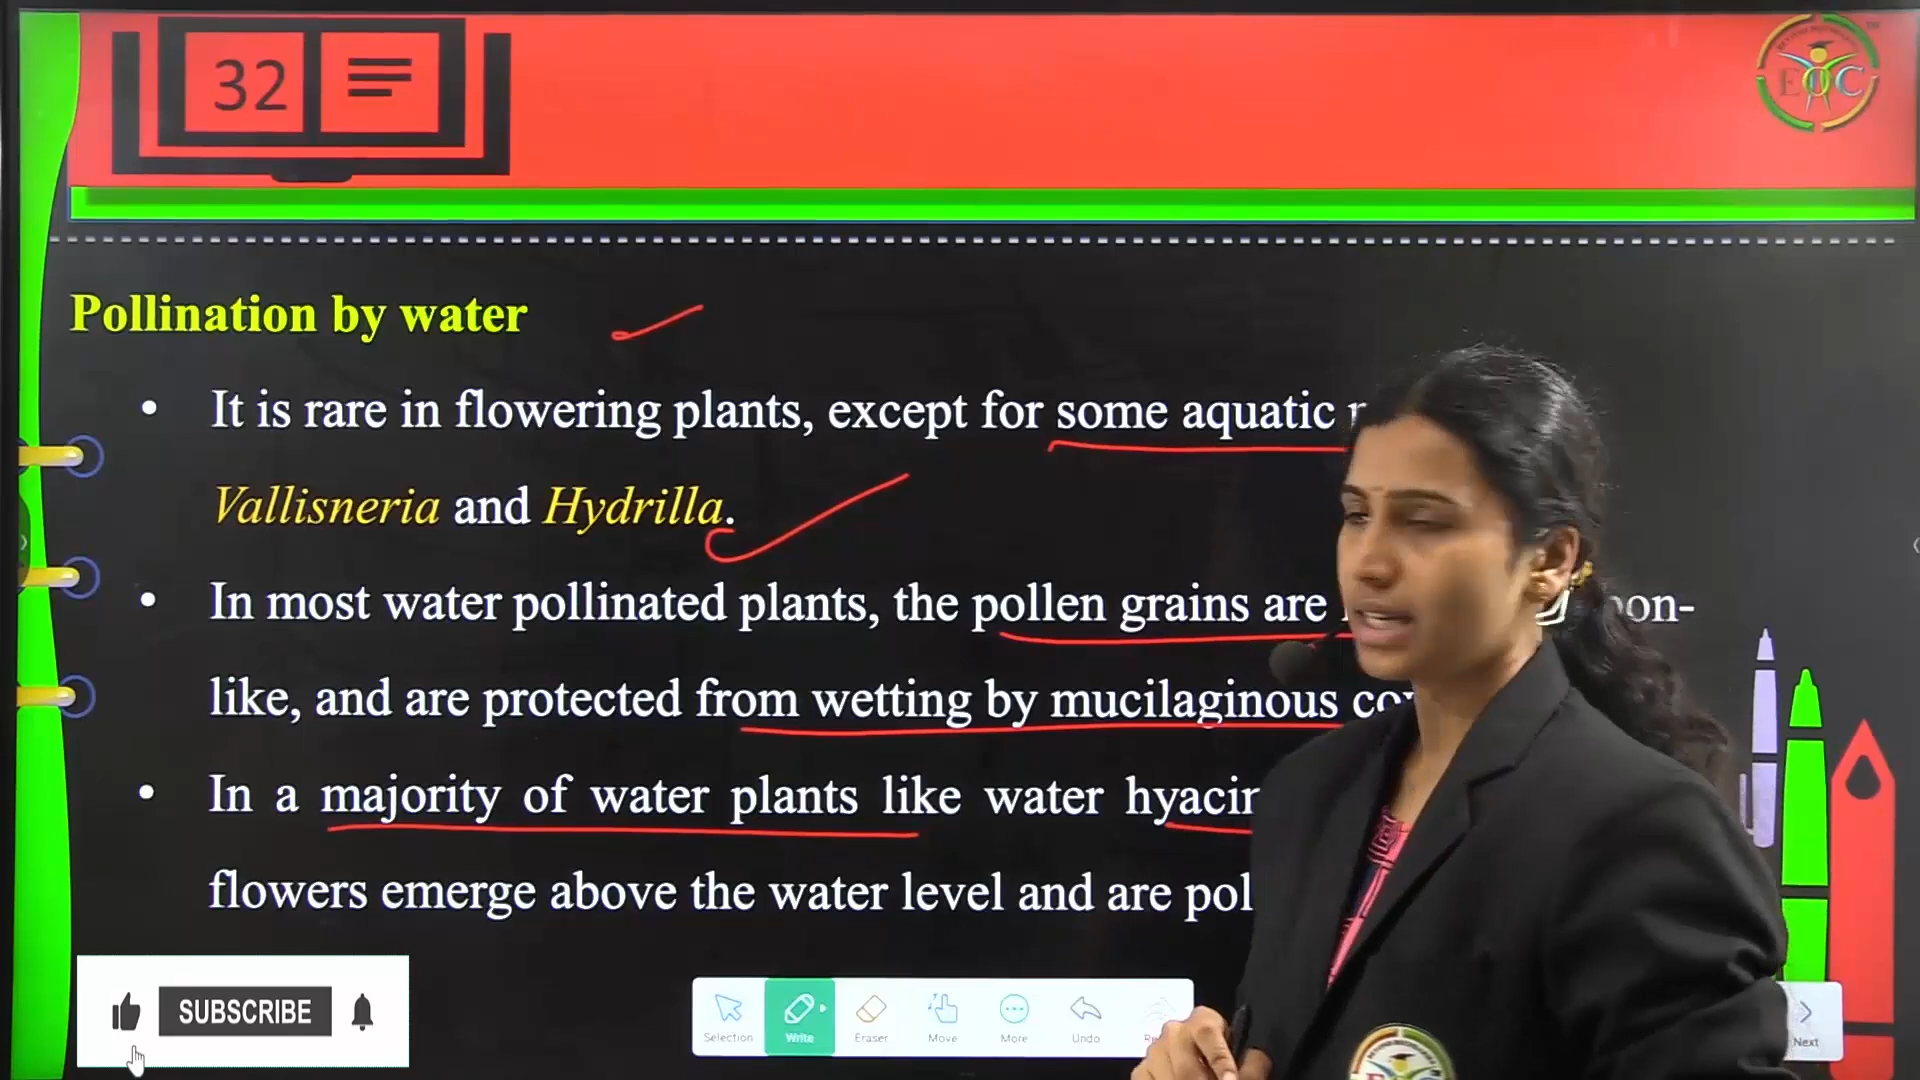 32
EOC
TM
Pollination by water
• It is rare in flowering plants, except for some aquatic
Vallisneria and Hydrilla.
• In most water pollinated plants, the pollen grains are
like, and are protected from wetting by mucilaginous
• In a majority of water plants like water
flowers emerge above the water level and are
SUBSCRIBE
Selection Write Eraser Move More Undo
Next